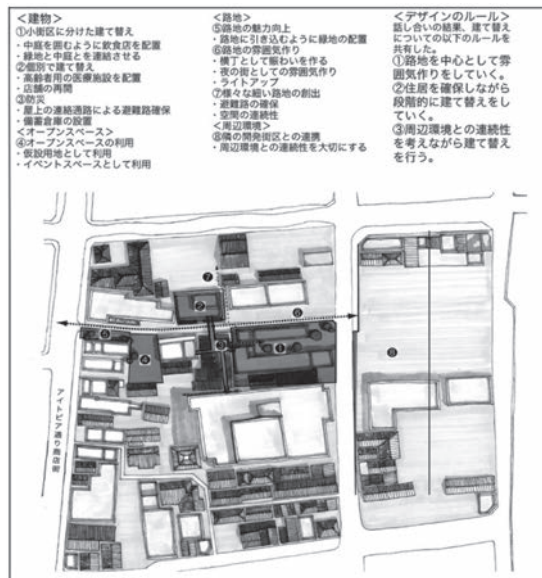 ＜建物＞
①小街区に分けた建て替え
・中庭を囲むように飲食店を配置
・緑地と中庭とを連結させる
②個別で建て替え
・高齢者用の医療施設を配置
・店舗の再開
③防災
・屋上の連絡通路による避難路確保
・備蓄倉庫の設置
＜オープンスペース＞
④オープンスペースの利用
・仮設用地として利用
・イベントスペースとして利用
＜路地＞
⑤路地の魅力向上
・路地に引き込むように緑地の配置
⑥路地の雰囲気作り
・横丁として賑わいを作る
・夜の街としての雰囲気作り
・ライトアップ
⑦様々な細い路地の創出
・避難路の確保
・空間の連続性
＜周辺環境＞
⑧隣の開発街区との連携
・周辺環境との連続性を大切にする
＜デザインのルール＞
話し合いの結果、建て替え
についての以下のルールを
共有した。
①路地を中心として雰
囲気作りをしていく。
②住居を確保しながら
段階的に建て替えをし
ていく。
③周辺環境との連続性
を考えながら建て替え
を行う。
❼
❷
❻
❺
❹
❸
❶
❽
アイトピア通り商店街